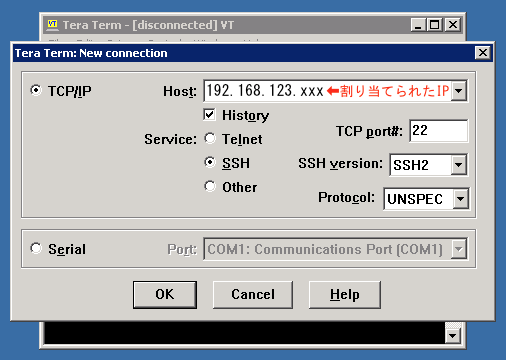 Tera Term - [disconnected] VT
Tera Term: New connection
TCP/IP
Host: 192. 168. 123. xxx ←割り当てられたIP
History
Service: Telnet
TCP port#: 22
SSH
SSH version: SSH2
Other
Protocol: UNSPEC
Serial
Port: COM1: Communications Port (COM1)
OK Cancel Help